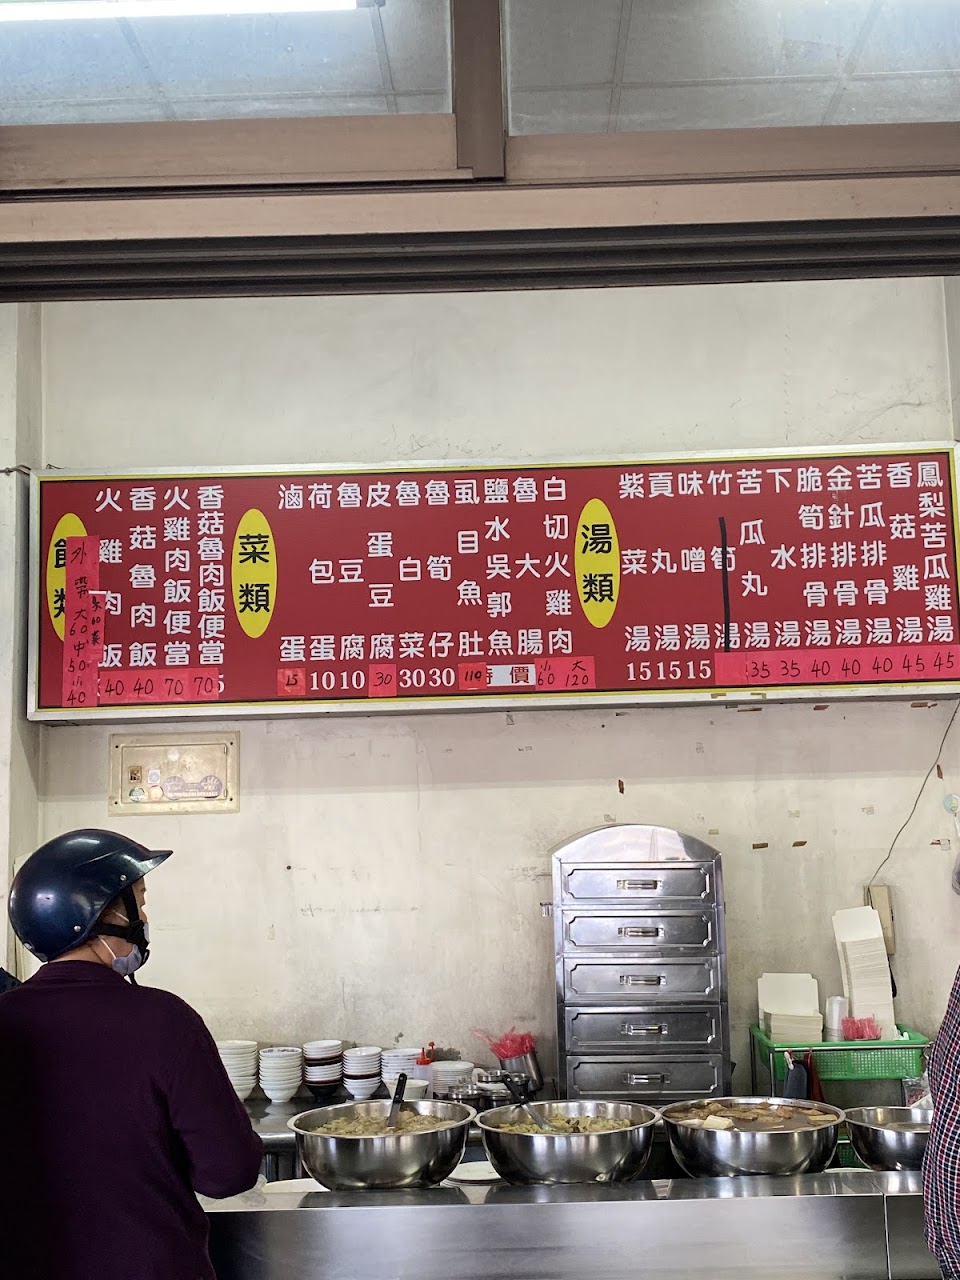 外帶 大60 中50 小40
火雞肉飯 40
香菇魯肉飯 40
火雞肉飯便當 70
香菇魯肉飯便當 70
菜類
滷蛋 15
荷包蛋 10
魯豆腐 10
皮蛋豆腐 30
魯白菜 30
魯筍仔 30
虱目魚肚 110
鹽水吳郭魚 價
魯大腸 小60
白切火雞肉 大120
湯類
紫菜湯 15
貢丸湯 15
味噌湯 15
竹筍湯
苦瓜丸湯 35
下水湯 35
脆筍排骨湯 40
金針排骨湯 40
苦瓜排骨湯 40
香菇雞湯 45
鳳梨苦瓜雞湯 45